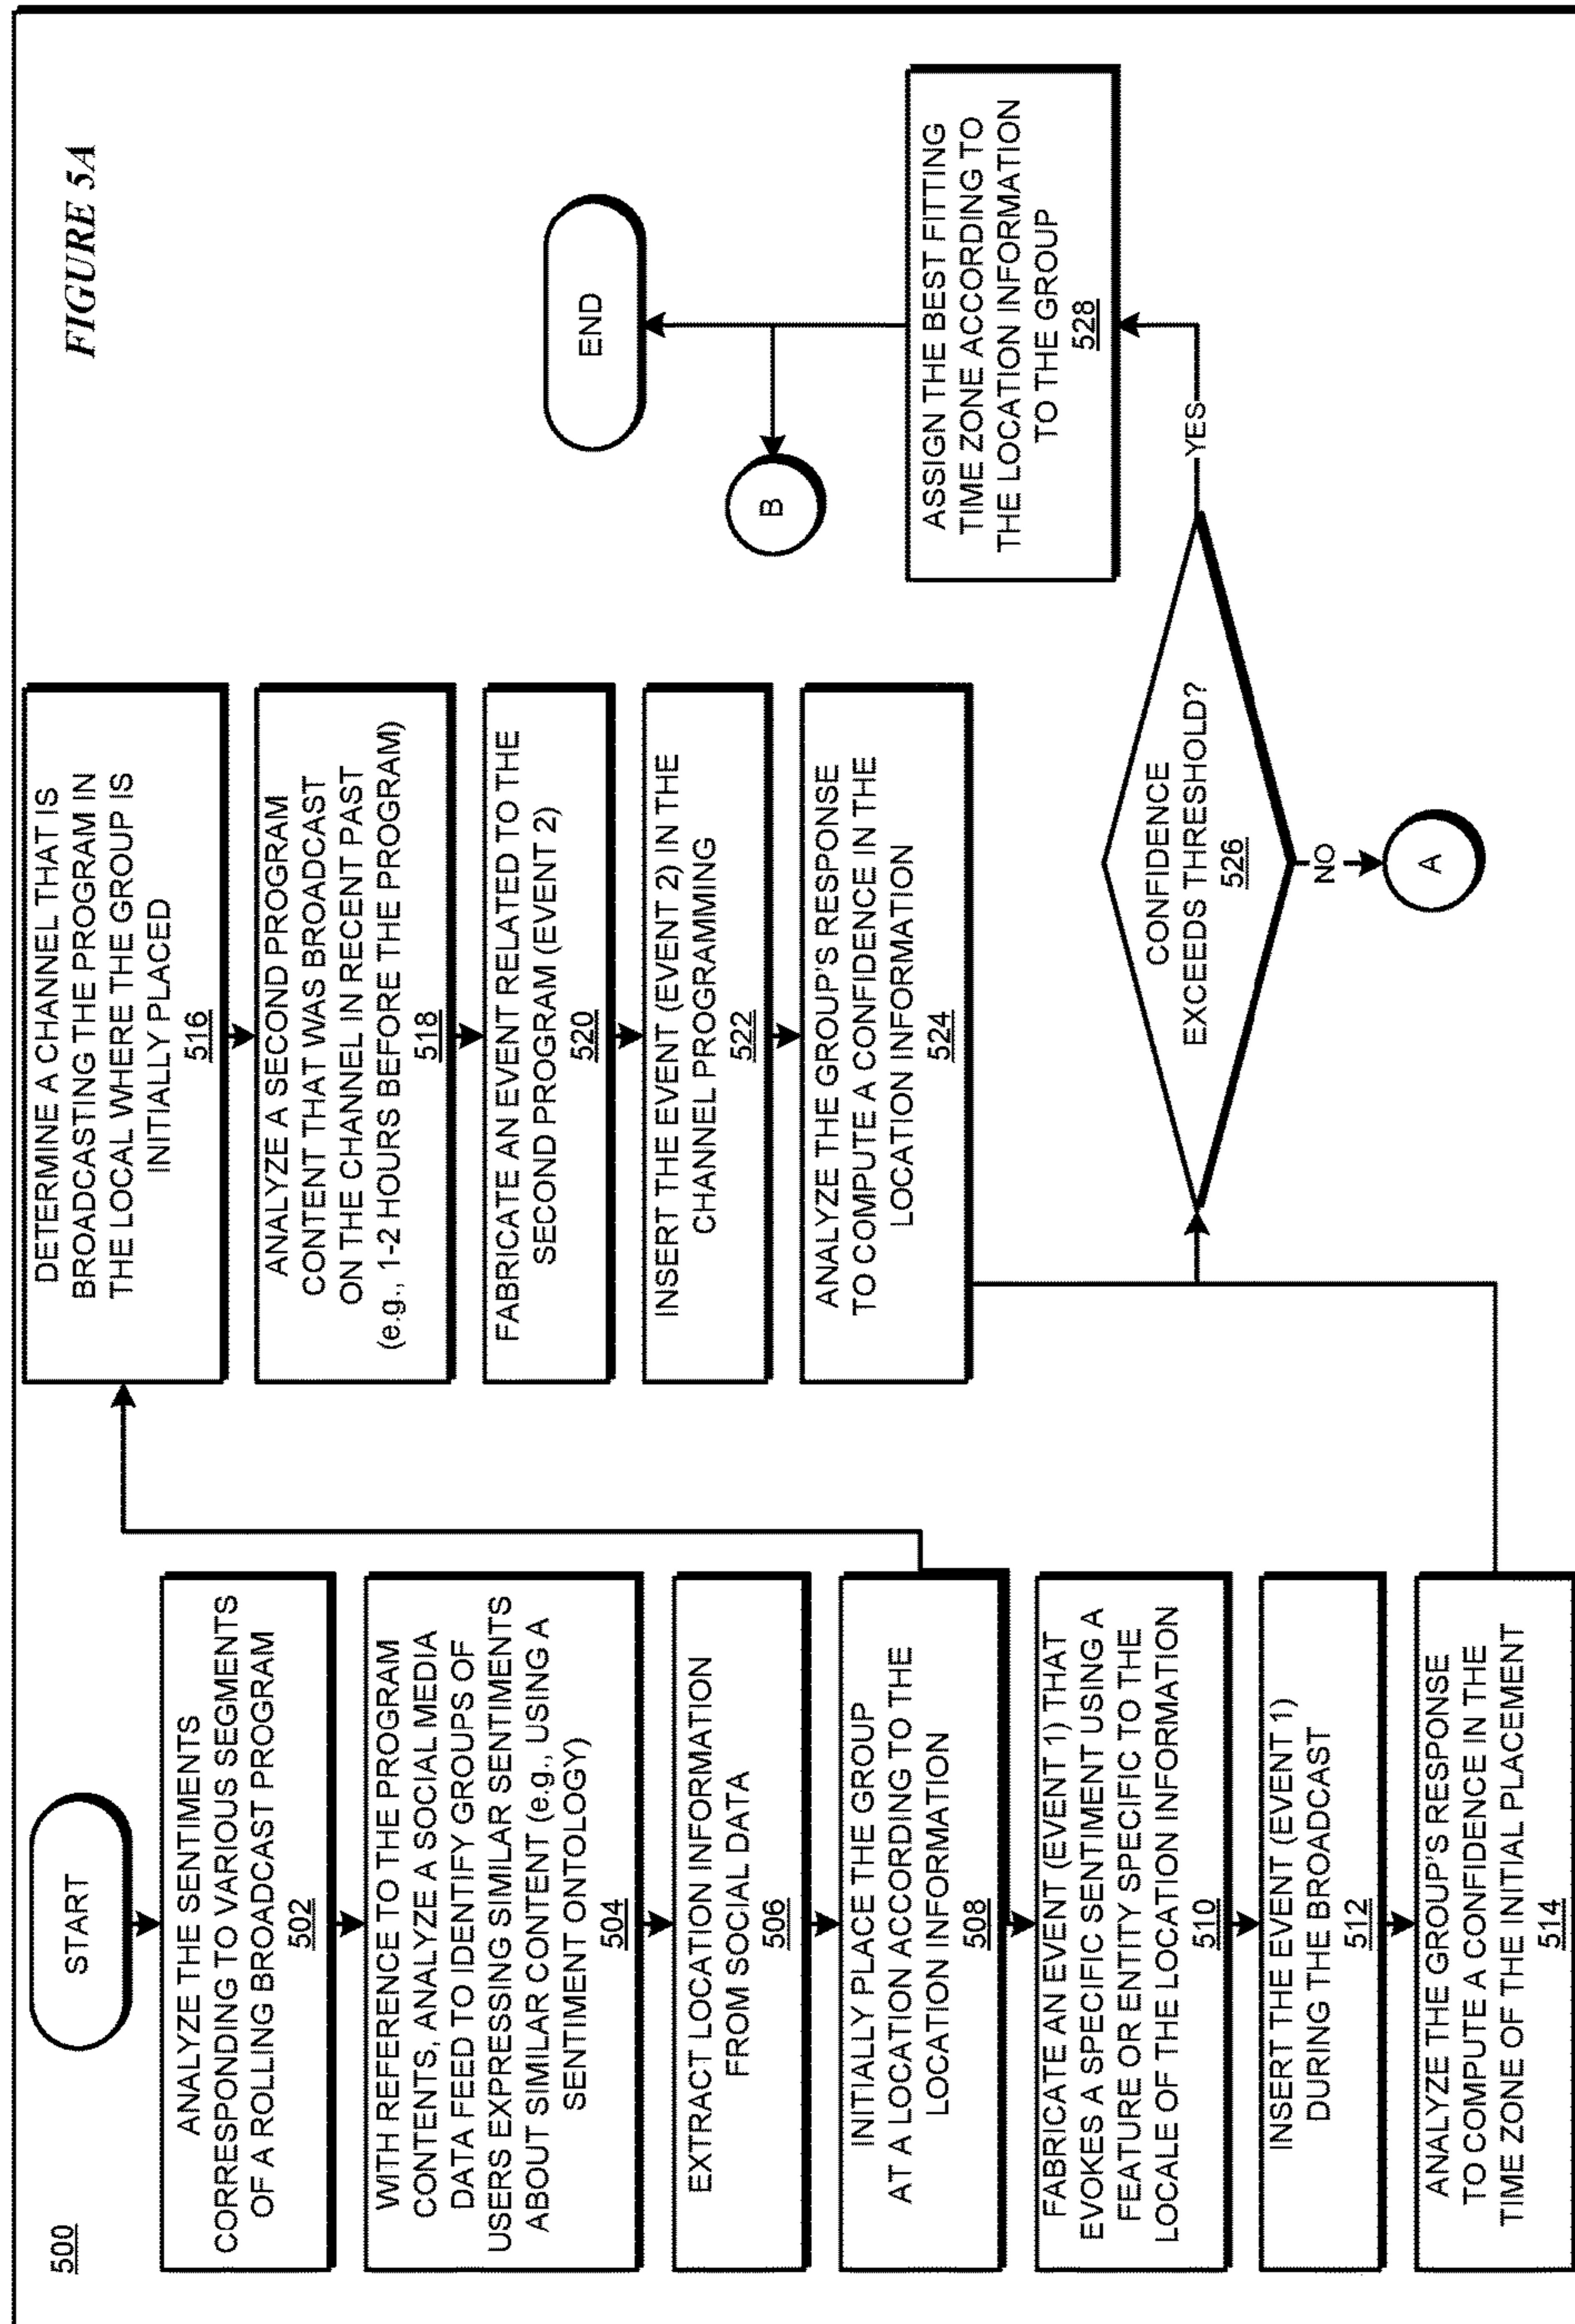 500
FIGURE 5A
START
ANALYZE THE SENTIMENTS
CORRESPONDING TO VARIOUS SEGMENTS
OF A ROLLING BROADCAST PROGRAM
502
WITH REFERENCE TO THE PROGRAM
CONTENTS, ANALYZE A SOCIAL MEDIA
DATA FEED TO IDENTIFY GROUPS OF
USERS EXPRESSING SIMILAR SENTIMENTS
ABOUT SIMILAR CONTENT (e.g., USING A
SENTIMENT ONTOLOGY)
504
EXTRACT LOCATION INFORMATION
FROM SOCIAL DATA
506
INITIALLY PLACE THE GROUP
AT A LOCATION ACCORDING TO THE
LOCATION INFORMATION
508
FABRICATE AN EVENT (EVENT 1) THAT
EVOKES A SPECIFIC SENTIMENT USING A
FEATURE OR ENTITY SPECIFIC TO THE
LOCALE OF THE LOCATION INFORMATION
510
INSERT THE EVENT (EVENT 1)
DURING THE BROADCAST
512
ANALYZE THE GROUP'S RESPONSE
TO COMPUTE A CONFIDENCE IN THE
TIME ZONE OF THE INITIAL PLACEMENT
514
DETERMINE A CHANNEL THAT IS
BROADCASTING THE PROGRAM IN
THE LOCAL WHERE THE GROUP IS
INITIALLY PLACED
516
ANALYZE A SECOND PROGRAM
CONTENT THAT WAS BROADCAST
ON THE CHANNEL IN RECENT PAST
(e.g., 1-2 HOURS BEFORE THE PROGRAM)
518
FABRICATE AN EVENT RELATED TO THE
SECOND PROGRAM (EVENT 2)
520
INSERT THE EVENT (EVENT 2) IN THE
CHANNEL PROGRAMMING
522
ANALYZE THE GROUP'S RESPONSE
TO COMPUTE A CONFIDENCE IN THE
LOCATION INFORMATION
524
CONFIDENCE
EXCEEDS THRESHOLD?
526
NO
A
YES
ASSIGN THE BEST FITTING
TIME ZONE ACCORDING TO
THE LOCATION INFORMATION
TO THE GROUP
528
B
END